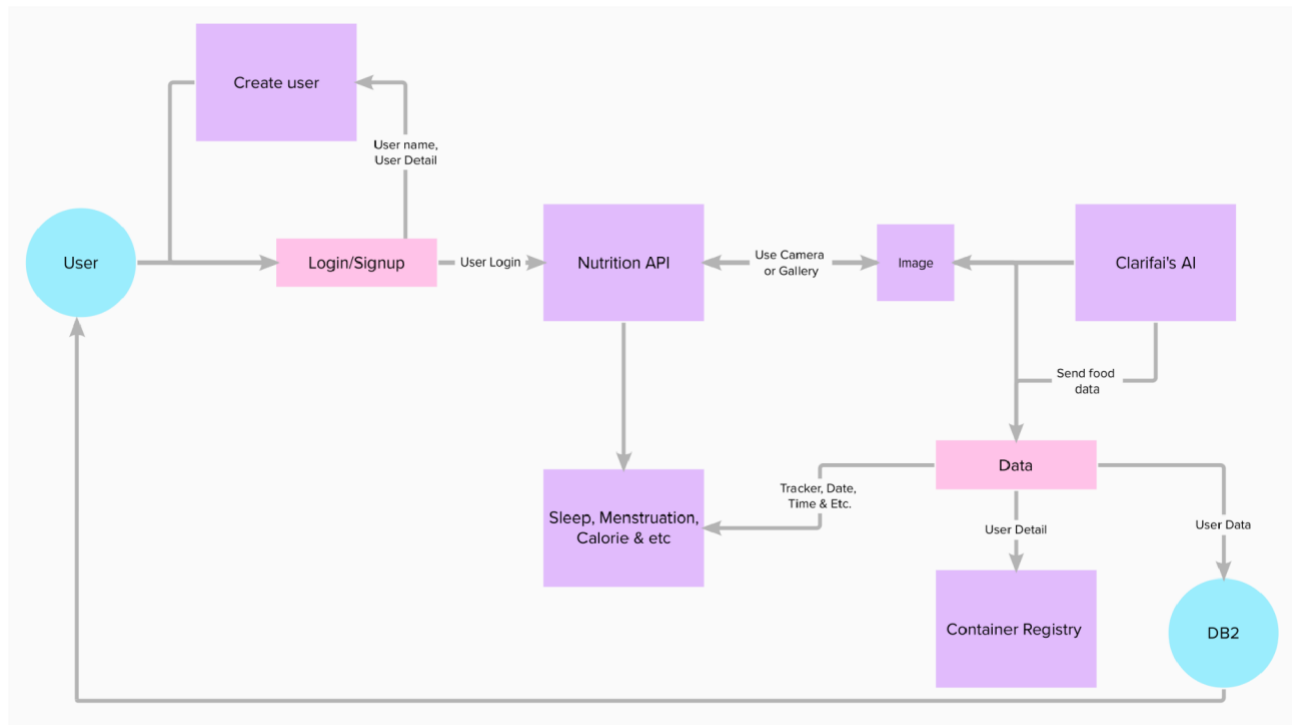 Create user
User name,
User Detail
User
Login/Signup
User Login
Nutrition API
Use Camera
or Gallery
Image
Clarifai's AI
Send food
data
Data
Tracker, Date,
Time & Etc.
Sleep, Menstruation,
Calorie & etc
User Detail
User Data
Container Registry
DB2